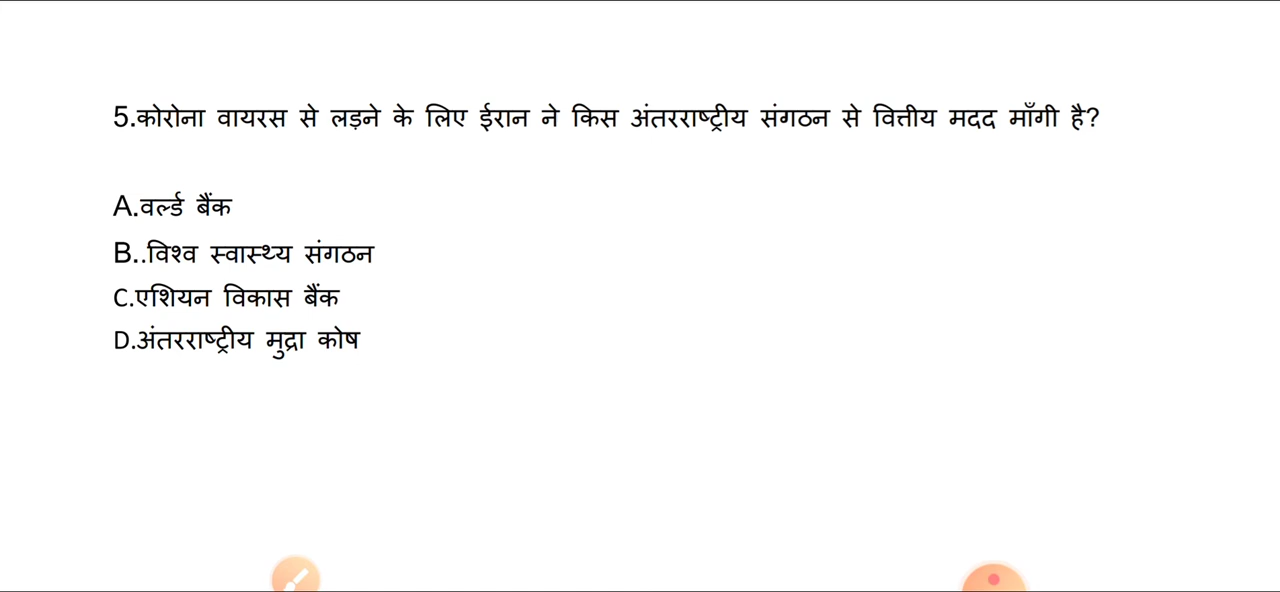 5.कोरोना वायरस से लड़ने के लिए ईरान ने किस अंतरराष्ट्रीय संगठन से वित्तीय मदद माँगी है?
A.वर्ल्ड बैंक
B..विश्व स्वास्थ्य संगठन
C.एशियन विकास बैंक
D.अंतरराष्ट्रीय मुद्रा कोष